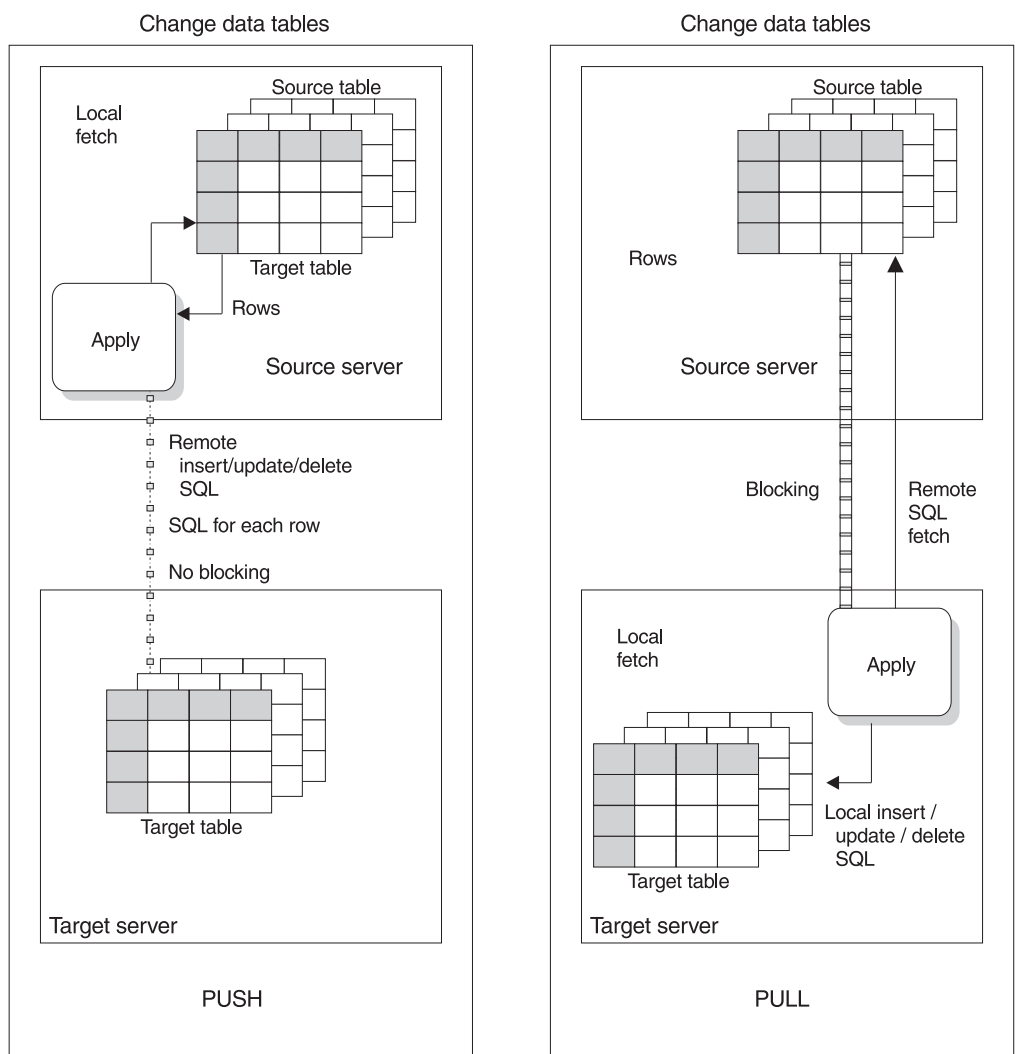 Change data tables
Source table
Local
fetch
Target table
Rows
Apply
Source server
Remote
insert/update/delete
SQL
SQL for each row
No blocking
Target table
Target server
PUSH
Change data tables
Source table
Rows
Source server
Blocking
Remote
SQL
fetch
Local
fetch
Apply
Local insert /
update / delete
SQL
Target table
Target server
PULL